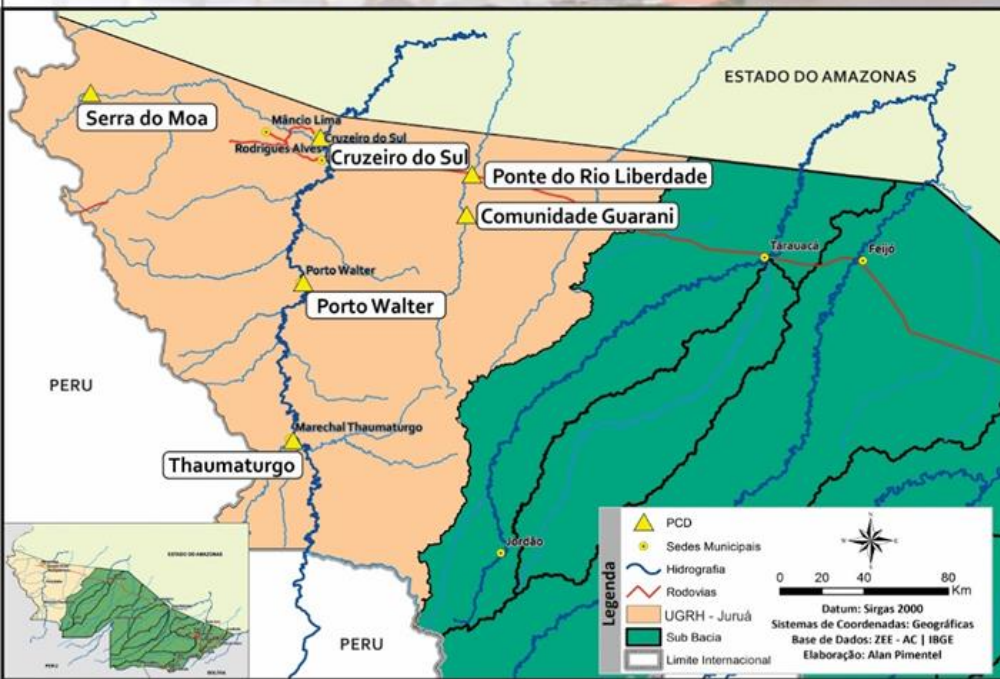 ESTADO DO AMAZONAS
Serra do Moa
Mâncio Lima
Cruzeiro do Sul
Rodrigues Alves
Cruzeiro do Sul
Ponte do Rio Liberdade
Comunidade Guarani
Tarauacá
Feijó
Porto Walter
Porto Walter
PERU
Marechal Thaumaturgo
Thaumaturgo
Jordão
PERU
ESTADO DO AMAZONAS
PERU
BOLÍVIA
Legenda
PCD
Sedes Municipais
Hidrografia
Rodovias
UGRH - Juruá
Sub Bacia
Limite Internacional
N
0 20 40 80
Km
Datum: Sirgas 2000
Sistemas de Coordenadas: Geográficas
Base de Dados: ZEE - AC | IBGE
Elaboração: Alan Pimentel